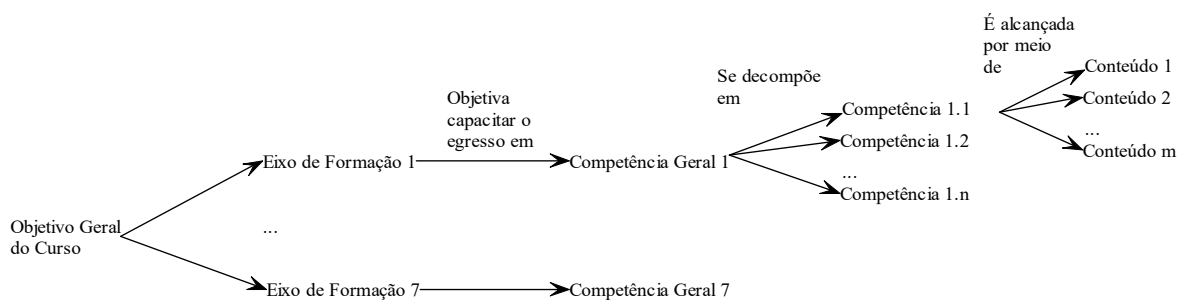 É alcançada
por meio
de
Conteúdo 1
Conteúdo 2
...
Conteúdo m
Se decompõe
em
Competência 1.1
Competência 1.2
...
Competência 1.n
Objetiva
capacitar o
egresso em
Eixo de Formação 1
Competência Geral 1
Objetivo Geral
do Curso
...
Eixo de Formação 7
Competência Geral 7